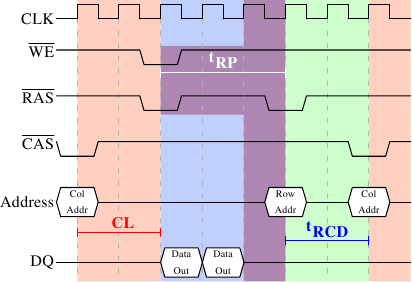 CLK
WE
tRP
RAS
CAS
Address
Col
Addr
Row
Addr
Col
Addr
CL
tRCD
DQ
Data
Out
Data
Out